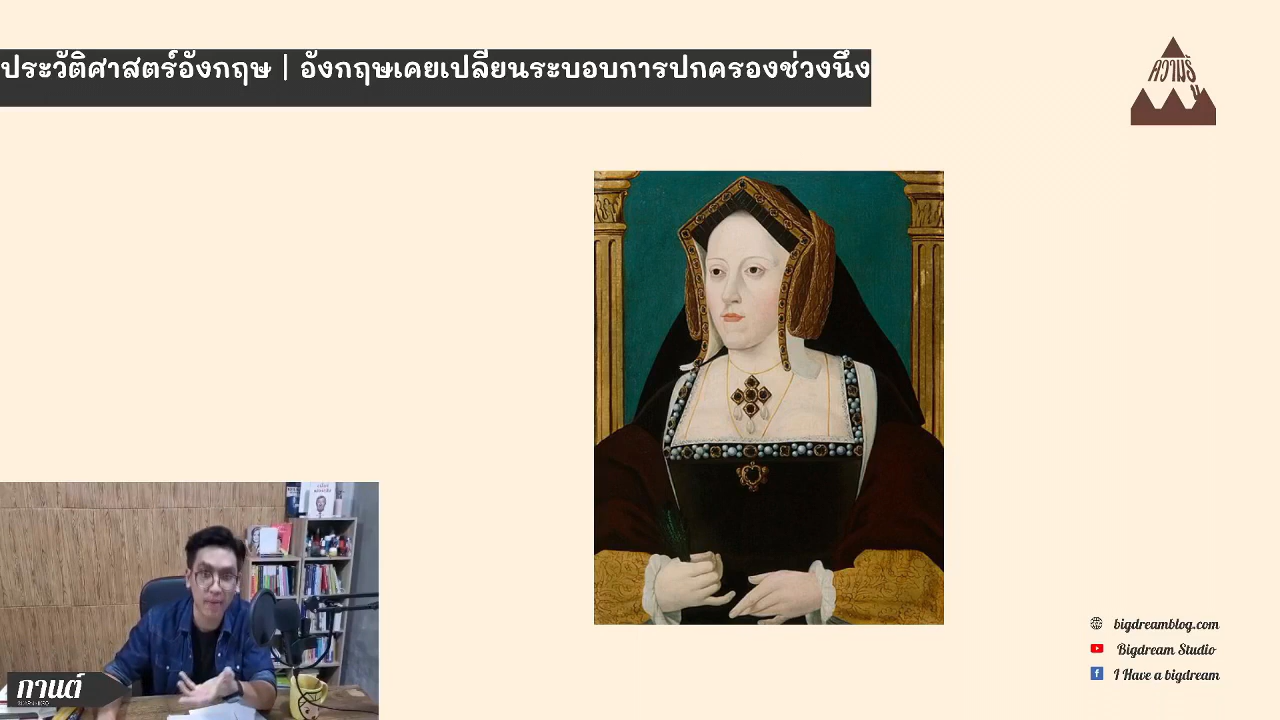 ประวัติศาสตร์อังกฤษ | อังกฤษเคยเปลี่ยนระบอบการปกครองช่วงนึง
ความรู้
bigdreamblog.com
Bigdream Studio
I Have a bigdream
กานต์